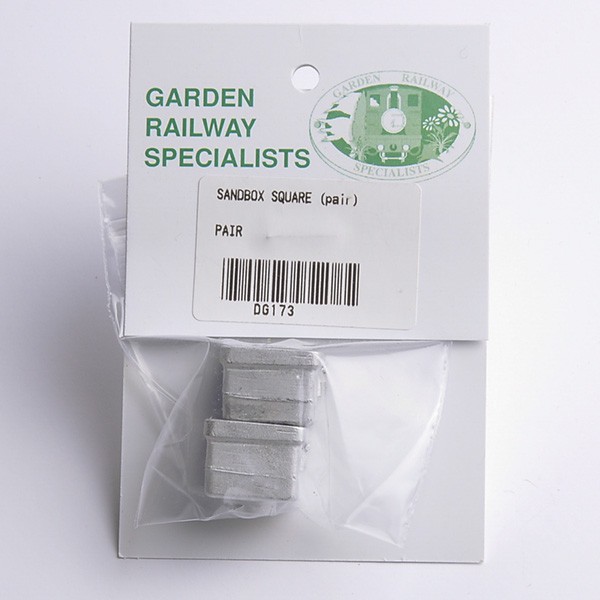 GARDEN
RAILWAY
SPECIALISTS
GARDEN RAILWAY
SPECIALISTS
SANDBOX SQUARE (pair)
PAIR
DG173